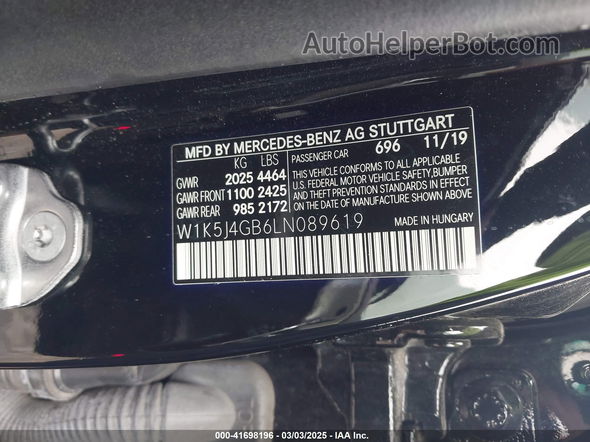 AutoHelperBot.com
MFD BY MERCEDES-BENZ AG STUTTGART
KG LBS PASSENGER CAR 696 11/19
GVWR 2025 4464
GAWR FRONT 1100 2425
GAWR REAR 985 2172
THIS VEHICLE CONFORMS TO ALL APPLICABLE
U.S. FEDERAL MOTOR VEHICLE SAFETY,BUMPER
AND THEFT PREVENTION STANDARDS IN EFFECT
ON THE DATE OF MANUFACTURE SHOWN ABOVE
W1K5J4GB6LN089619 MADE IN HUNGARY
000-41698196 - 03/03/2025 - IAA Inc.